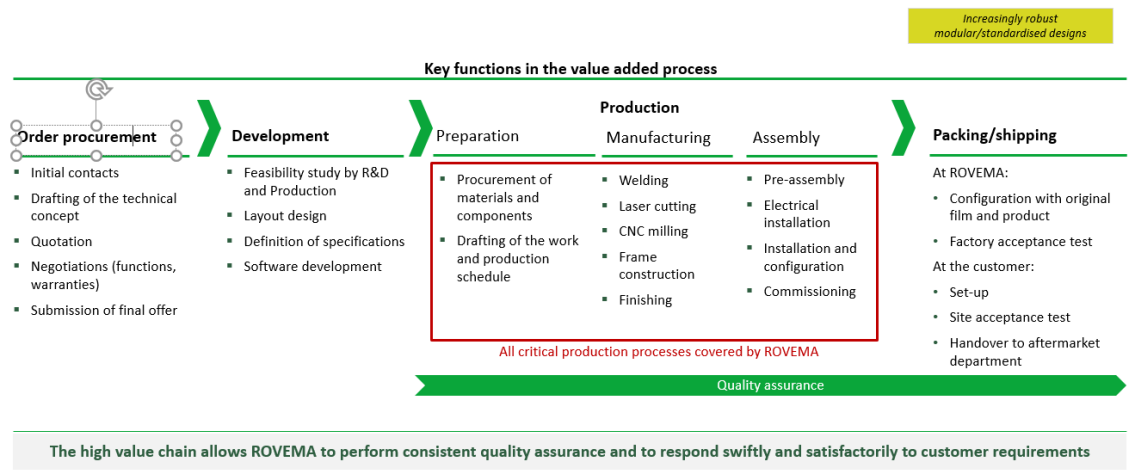 Increasingly robust
modular/standardised designs
Key functions in the value added process
Order procurement
Initial contacts
Drafting of the technical
concept
Quotation
Negotiations (functions,
warranties)
Submission of final offer
Development
Feasibility study by R&D
and Production
Layout design
Definition of specifications
Software development
Production
Preparation
Procurement of
materials and
components
Drafting of the work
and production
schedule
Manufacturing
Welding
Laser cutting
CNC milling
Frame
construction
Finishing
Assembly
Pre-assembly
Electrical
installation
Installation and
configuration
Commissioning
All critical production processes covered by ROVEMA
Packing/shipping
At ROVEMA:
Configuration with original
film and product
Factory acceptance test
At the customer:
Set-up
Site acceptance test
Handover to aftermarket
department
Quality assurance
The high value chain allows ROVEMA to perform consistent quality assurance and to respond swiftly and satisfactorily to customer requirements